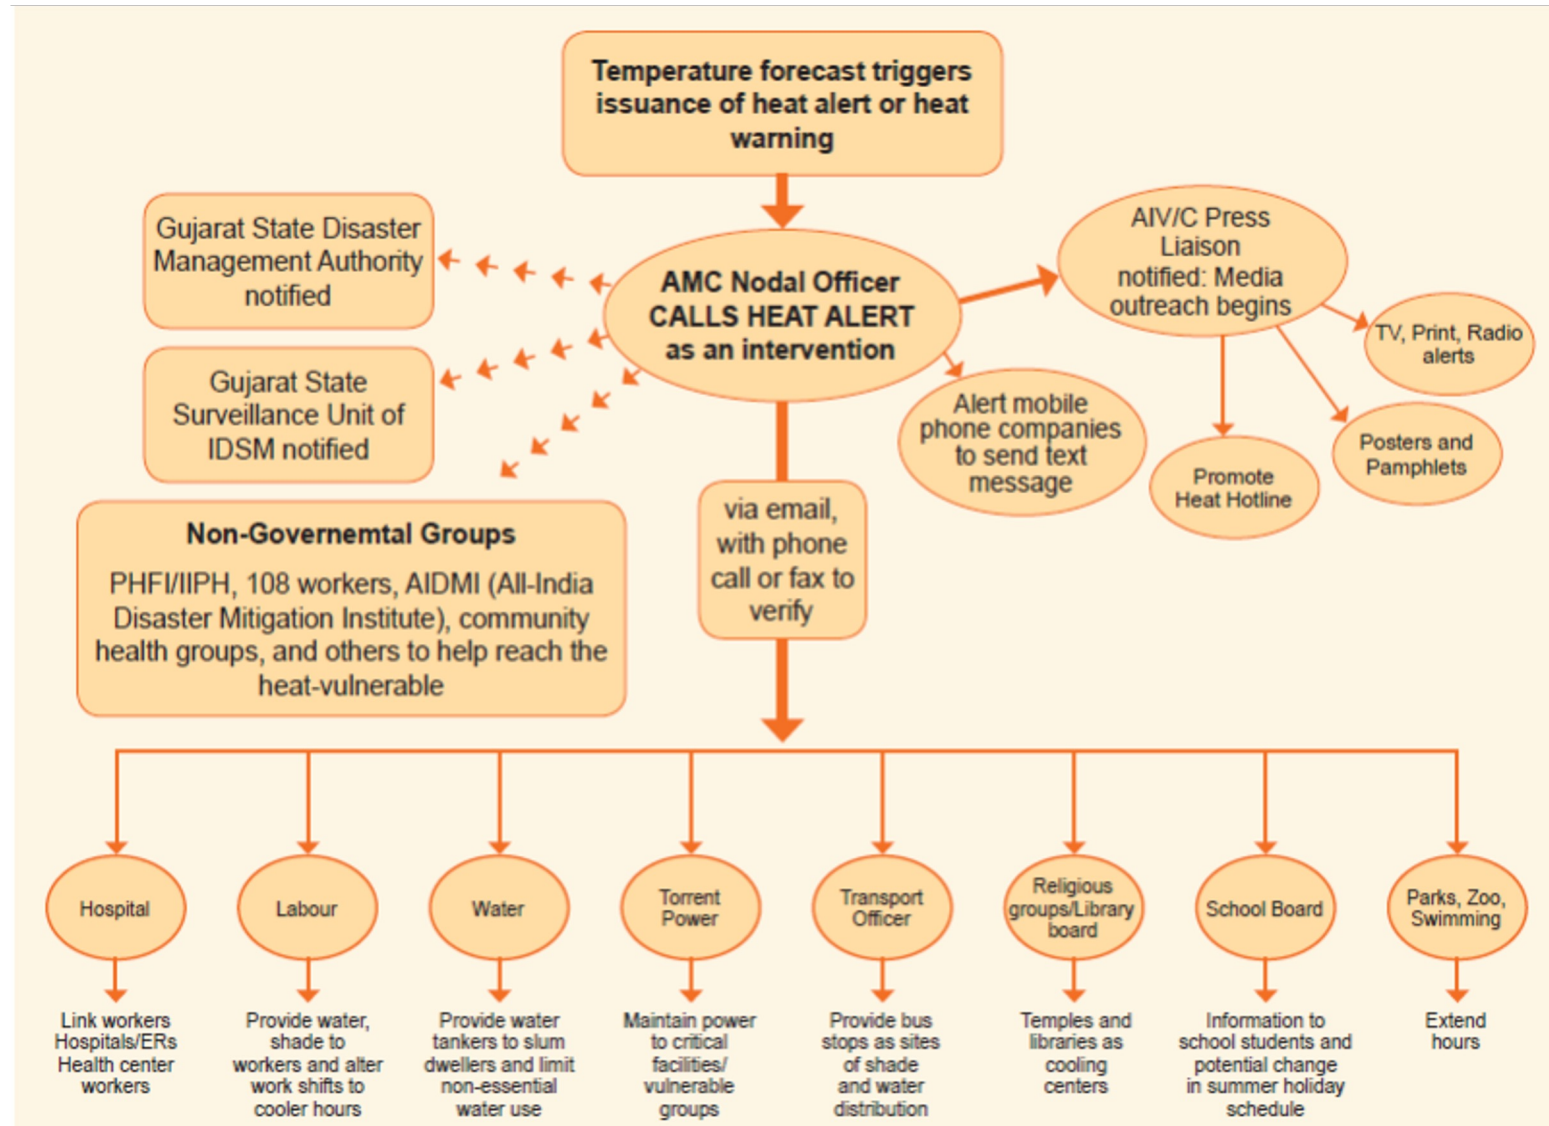 Temperature forecast triggers
issuance of heat alert or heat
warning
Gujarat State Disaster
Management Authority
notified
AMC Nodal Officer
CALLS HEAT ALERT
as an intervention
AIV/C Press
Liaison
notified: Media
outreach begins
TV, Print, Radio
alerts
Gujarat State
Surveillance Unit of
IDSM notified
Alert mobile
phone companies
to send text
message
Posters and
Pamphlets
Promote
Heat Hotline
via email,
with phone
call or fax to
verify
Non-Governemtal Groups
PHFI/IIPH, 108 workers, AIDMI (All-India
Disaster Mitigation Institute), community
health groups, and others to help reach the
heat-vulnerable
Hospital
Labour
Water
Torrent
Power
Transport
Officer
Religious
groups/Library
board
School Board
Parks, Zoo,
Swimming
Link workers
Hospitals/ERs
Health center
workers
Provide water,
shade to
workers and alter
work shifts to
cooler hours
Provide water
tankers to slum
dwellers and limit
non-essential
water use
Maintain power
to critical
facilities/
vulnerable
groups
Provide bus
stops as sites
of shade
and water
distribution
Temples and
libraries as
cooling
centers
Information to
school students and
potential change
in summer holiday
schedule
Extend
hours